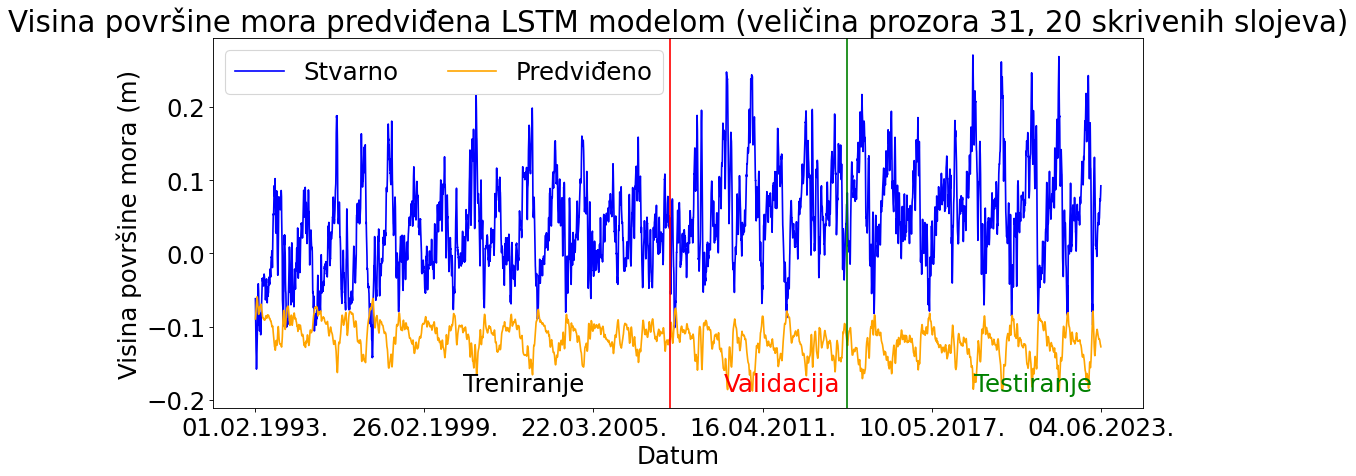 Visina površine mora predviđena LSTM modelom (veličina prozora 31, 20 skrivenih slojeva)
Stvarno
Predviđeno
Visina površine mora (m)
0.2
0.1
0.0
−0.1
−0.2
Treniranje
Validacija
Testiranje
01.02.1993.
26.02.1999.
22.03.2005.
16.04.2011.
10.05.2017.
04.06.2023.
Datum